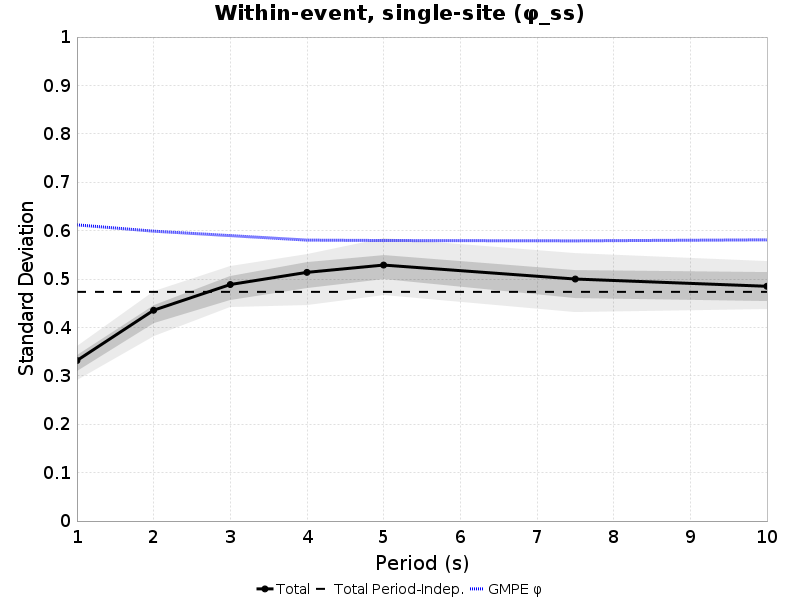 Within-event, single-site (φ_ss)
1
0.9
0.8
0.7
0.6
0.5
0.4
0.3
0.2
0.1
0
Standard Deviation
1 2 3 4 5 6 7 8 9 10
Period (s)
Total Total Period-Indep. GMPE φ